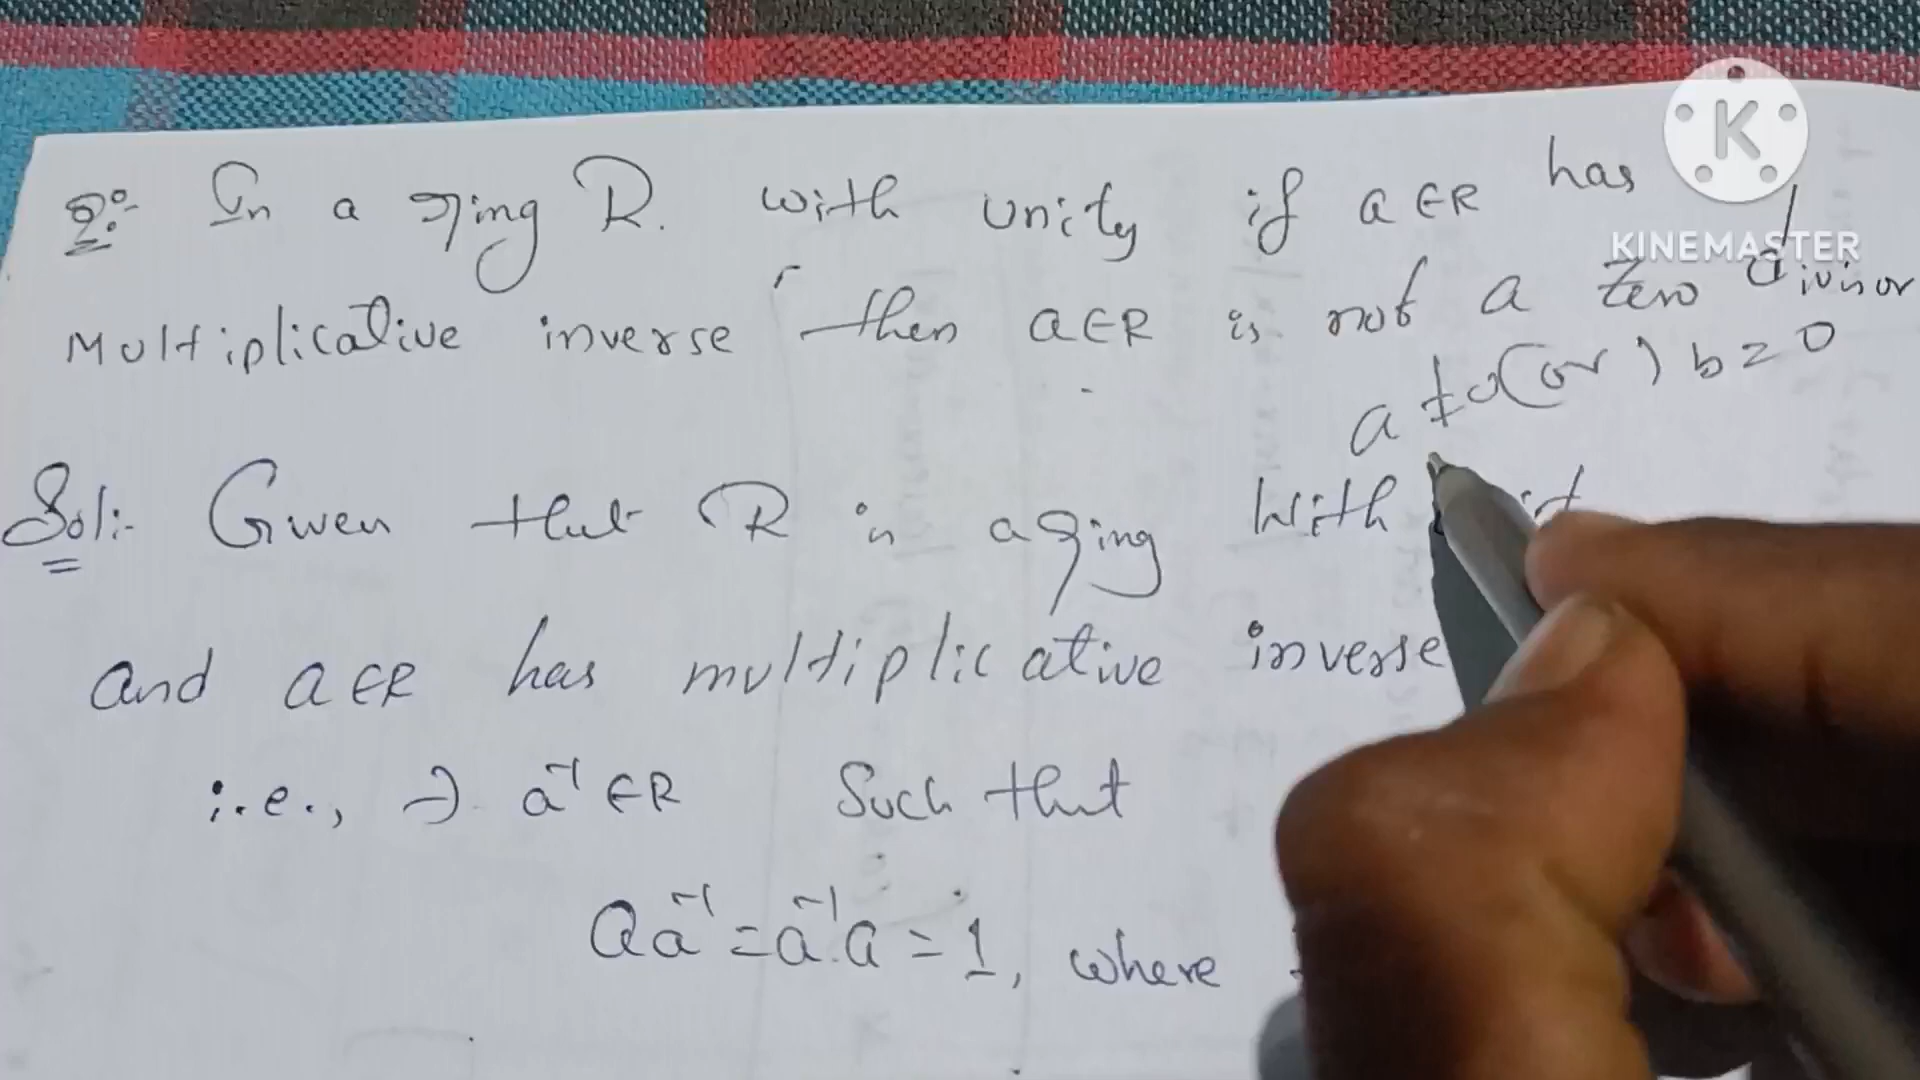 Q:- In a ring R. with unity if a∈R has
KINEMASTER
Multiplicative inverse then a∈R is not a zero divisor
a ≠ 0 (or) b = 0
Sol:- Given that R is a ring with
and a∈R has multiplicative inverse
i.e., ⇒ a⁻¹∈R Such that
aa⁻¹ = a⁻¹.a = 1, where